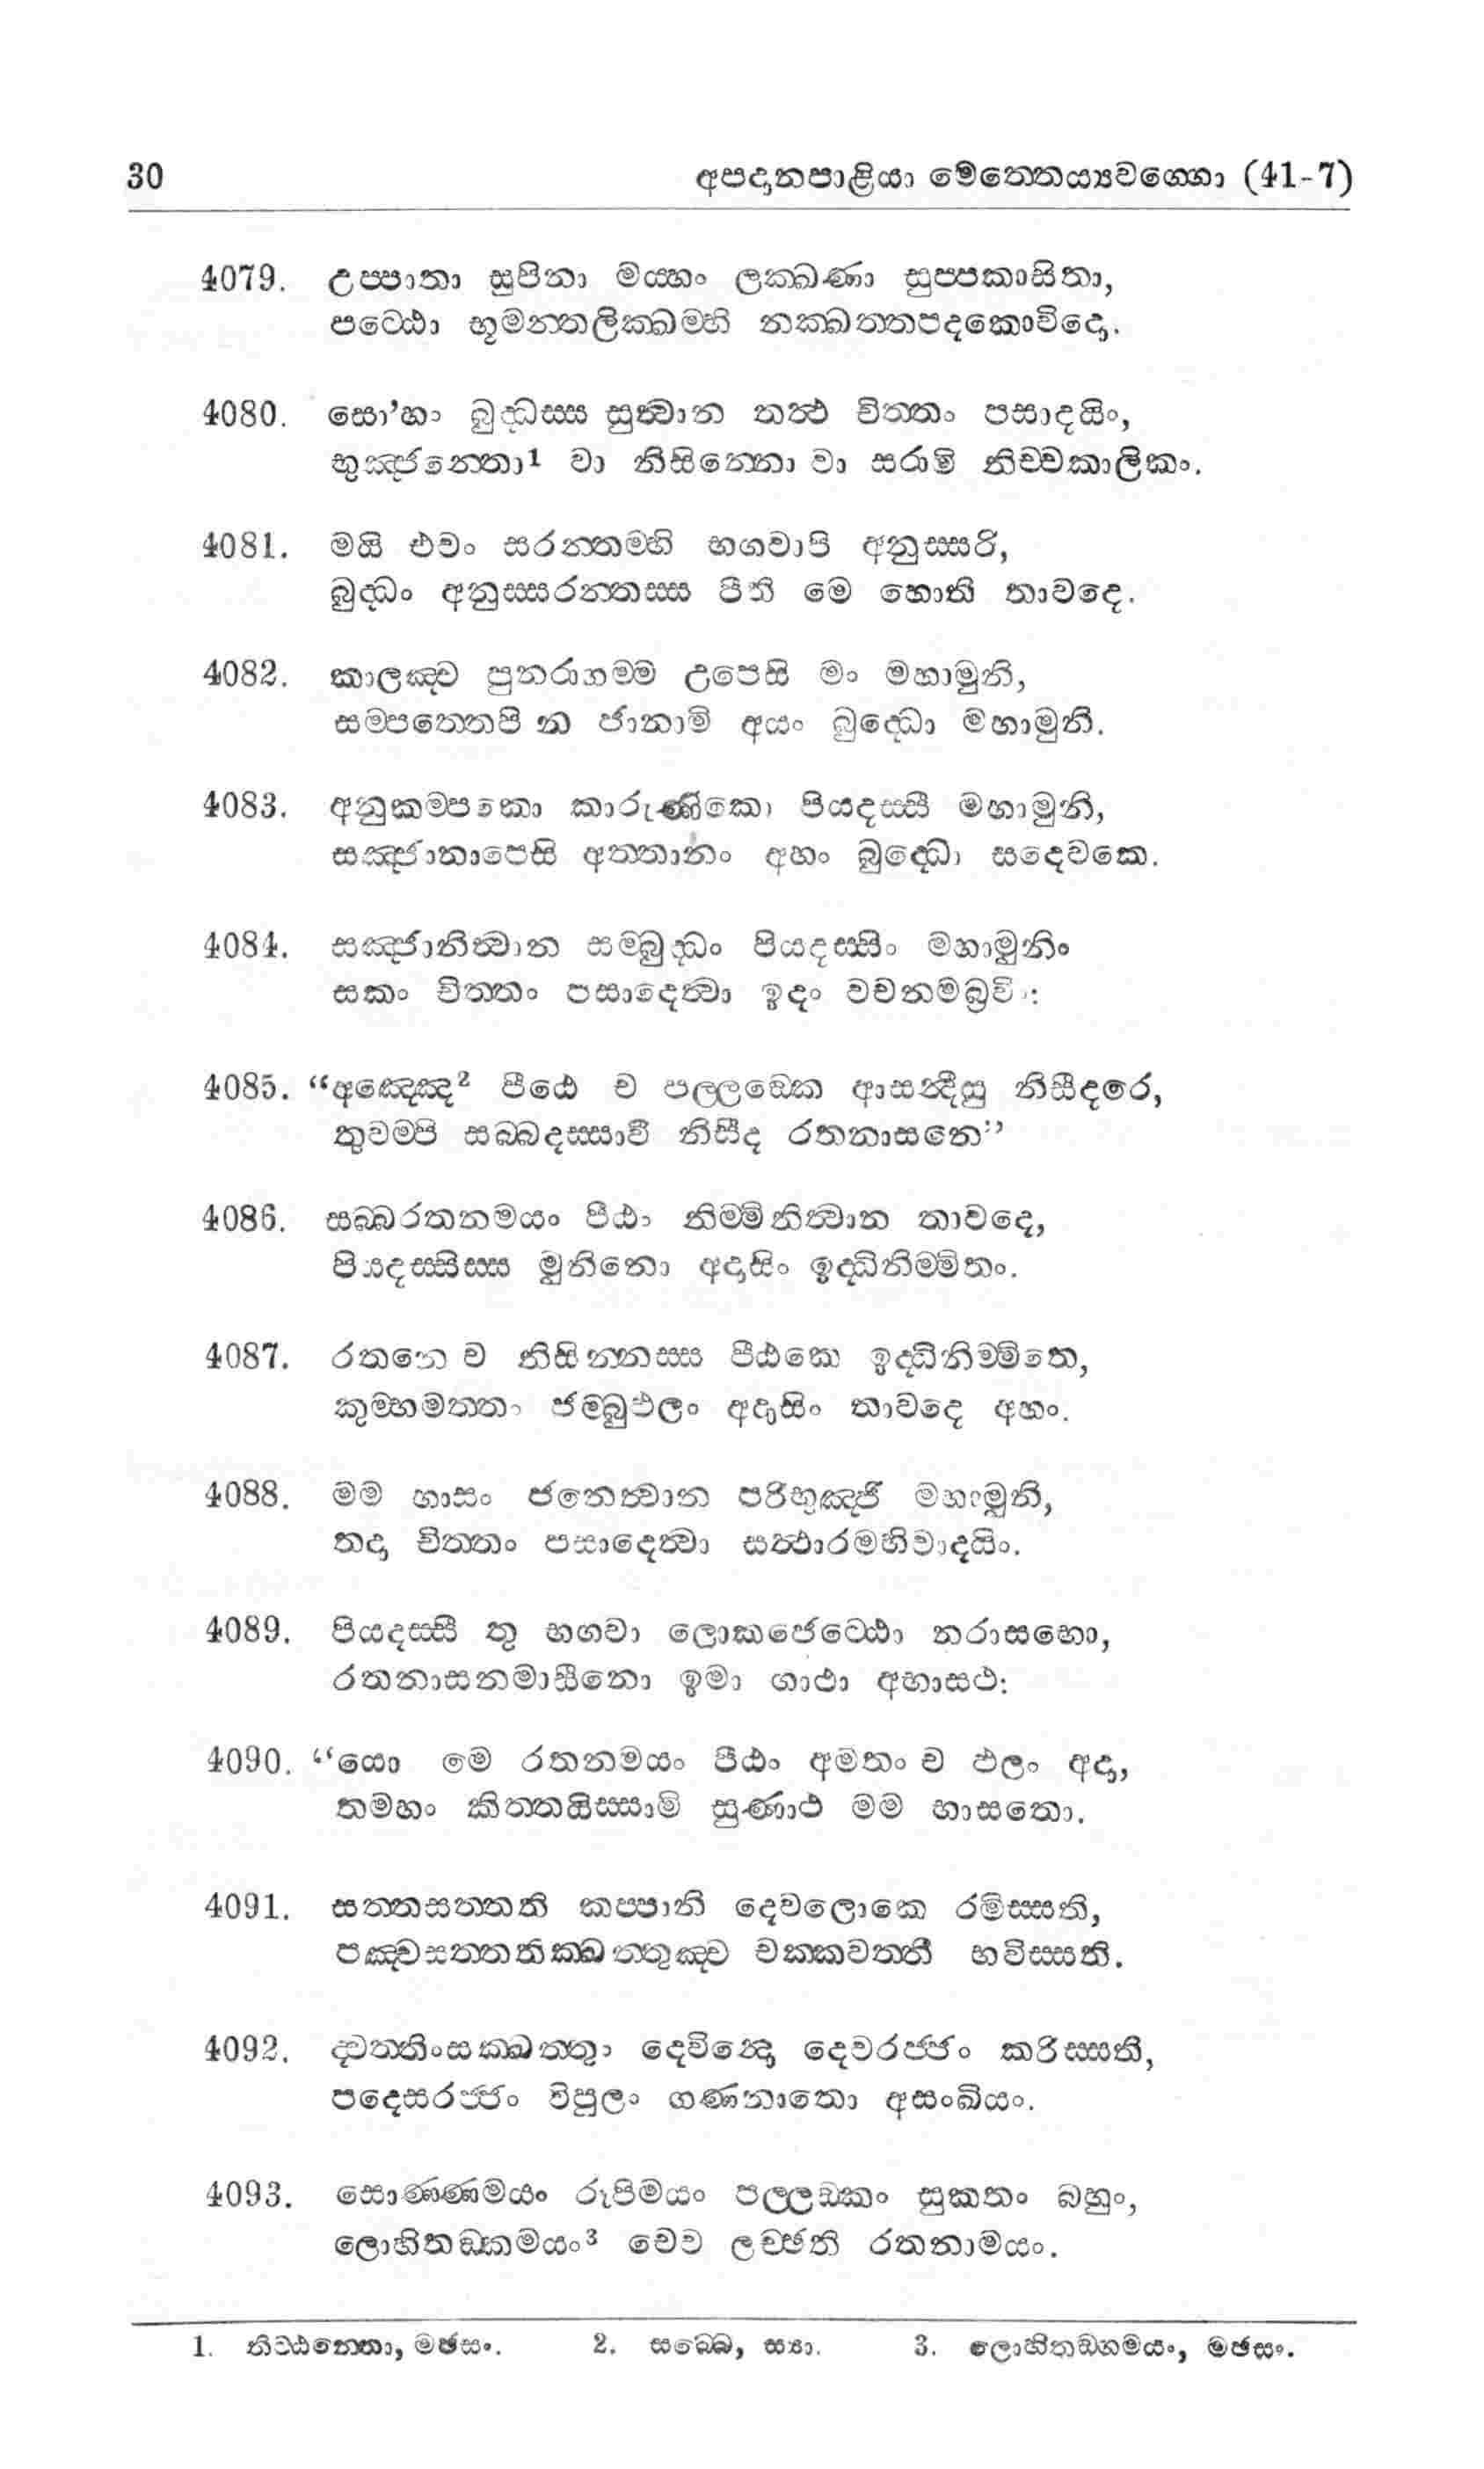 30 අපදානපාළියා මෙත්තෙය්‍යවග්ගො (41-7)
4079. උප්පාතා සුපිනා මය්හං ලක්ඛණා සුප්පකාසිතා,
පට්ඨො භූමන්තලික්ඛම්හි නක්ඛත්තපදකොවිදො.
4080. සො’හං බුද්ධස්ස සුත්වාන තත්ථ චිත්තං පසාදයිං,
භුඤ්ජන්තො1 වා නිසින්නො වා සරාමි නිච්චකාලිකං.
4081. මයි එවං සරන්තම්හි භගවාපි අනුස්සරි,
බුද්ධං අනුස්සරන්තස්ස පීති මෙ හොති තාවදෙ.
4082. කාලඤ්ච පුනරාගම්ම උපෙසි මං මහාමුනි,
සම්පත්තෙපි න ජානාමි අයං බුද්ධො මහාමුනි.
4083. අනුකම්පකො කාරුණිකො පියදස්සී මහාමුනි,
සඤ්ජානාපෙසි අත්තානං අහං බුද්ධො සදෙවකෙ.
4084. සඤ්ජානිත්වාන සම්බුද්ධං පියදස්සිං මහාමුනිං
සකං චිත්තං පසාදෙත්වා ඉදං වචනමබ්‍රවිං:
4085. “අඤ්ඤෙ2 පීඨෙ ච පල්ලඞ්කෙ ආසන්දීසු නිසීදරෙ,
තුවම්පි සබ්බදස්සාවී නිසීද රතනාසනෙ”
4086. සබ්බරතනමයං පීඨං නිම්මිනිත්වාන තාවදෙ,
පියදස්සිස්ස මුනිනො අදාසිං ඉද්ධිනිම්මිතං.
4087. රතනෙ ච නිසින්නස්ස පීඨකෙ ඉද්ධිනිම්මිතෙ,
කුම්භමත්තං ජම්බුඵලං අදාසිං තාවදෙ අහං.
4088. මම හාසං ජනෙත්වාන පරිභුඤ්ජි මහාමුනි,
තදා චිත්තං පසාදෙත්වා සත්ථාරමභිවාදයිං.
4089. පියදස්සී තු භගවා ලොකජෙට්ඨො නරාසභො,
රතනාසනමාසීනො ඉමා ගාථා අභාසථ:
4090. “යො මෙ රතනමයං පීඨං අමතං ච ඵලං අදා,
තමහං කිත්තයිස්සාමි සුණාථ මම භාසතො.
4091. සත්තසත්තති කප්පානි දෙවලොකෙ රමිස්සති,
පඤ්චසත්තතික්ඛත්තුඤ්ච චක්කවත්තී භවිස්සති.
4092. ද්වත්තිංසක්ඛත්තුං දෙවින්දො දෙවරජ්ජං කරිස්සති,
පදෙසරජ්ජං විපුලං ගණනාතො අසංඛියං.
4093. සොණ්ණමයං රූපිමයං පල්ලඞ්කං සුකතං බහුං,
ලොහිතඞ්කමයං3 චෙව ලච්ඡති රතනාමයං.
1. තිට්ඨන්තො, මඡසං. 2. සබ්බෙ, ස්‍යා. 3. ලොහිතඞ්ගමයං, මඡසං.